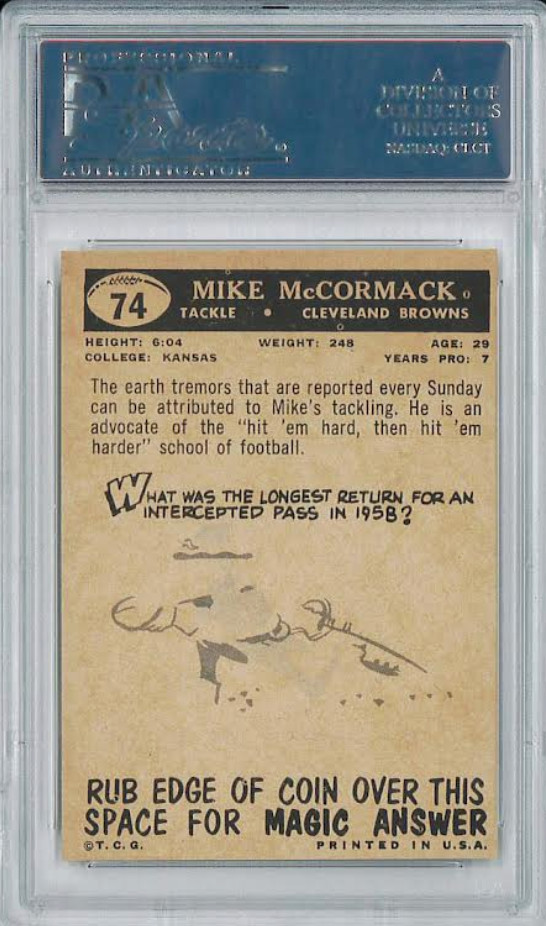 PROFESSIONAL
PSA
Sports
AUTHENTICATOR
A
DIVISION OF
COLLECTORS
UNIVERSE
NASDAQ: CLCT
74
MIKE McCORMACK
TACKLE • CLEVELAND BROWNS
HEIGHT: 6:04 WEIGHT: 248 AGE: 29
COLLEGE: KANSAS YEARS PRO: 7
The earth tremors that are reported every Sunday
can be attributed to Mike's tackling. He is an
advocate of the "hit 'em hard, then hit 'em
harder" school of football.
WHAT WAS THE LONGEST RETURN FOR AN
INTERCEPTED PASS IN 1958?
RUB EDGE OF COIN OVER THIS
SPACE FOR MAGIC ANSWER
©T. C. G. PRINTED IN U.S.A.